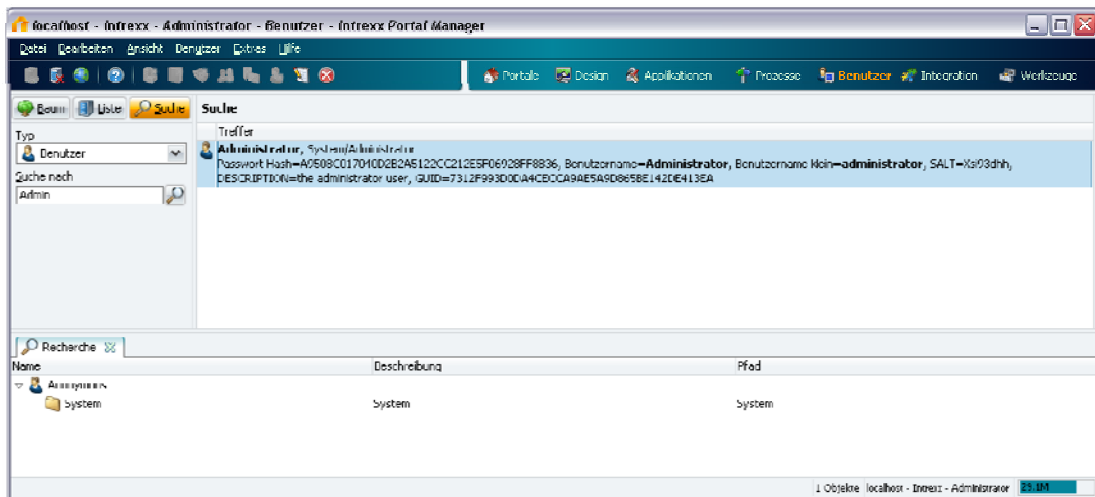 localhost - Intrexx - Administrator - Benutzer - Intrexx Portal Manager
Datei Bearbeiten Ansicht Benutzer Extras Hilfe
Portale Design Applikationen Prozesse Benutzer Integration Werkzeuge
Baum Liste Suche
Suche
Typ
Benutzer
Suche nach
Admin
Treffer
Administrator, System/Administrator
Passwort Hash=A9508C017040D2B2A5122CC212E5F06928FF8836, Benutzername=Administrator, Benutzername klein=administrator, SALT=Xsi93dhh,
DESCRIPTION=the administrator user, GUID=7312F993D0DA4CECCA9AE5A9D865BE142DE413EA
Recherche
Name Beschreibung Pfad
Anonymous
System System System
1 Objekte localhost - Intrexx - Administrator